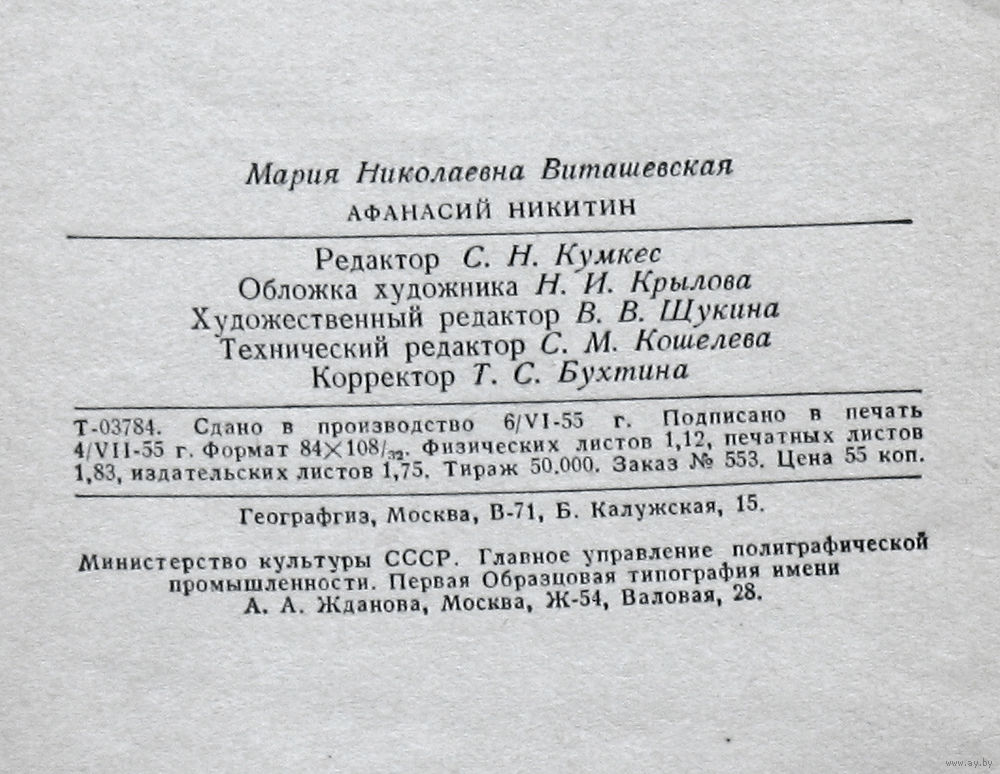 Мария Николаевна Виташевская
АФАНАСИЙ НИКИТИН
Редактор С. Н. Кумкес
Обложка художника Н. И. Крылова
Художественный редактор В. В. Щукина
Технический редактор С. М. Кошелева
Корректор Т. С. Бухтина
Т-03784. Сдано в производство 6/VI-55 г. Подписано в печать
4/VII-55 г. Формат 84×108/32. Физических листов 1,12, печатных листов
1,83, издательских листов 1,75. Тираж 50.000. Заказ № 553. Цена 55 коп.
Географгиз, Москва, В-71, Б. Калужская, 15.
Министерство культуры СССР. Главное управление полиграфической
промышленности. Первая Образцовая типография имени
А. А. Жданова, Москва, Ж-54, Валовая, 28.
www.ay.by